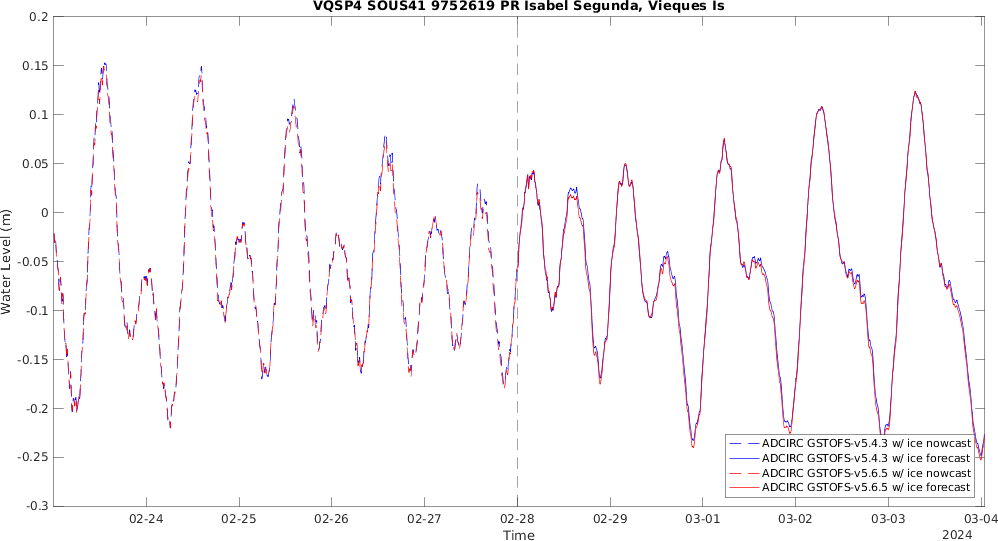 VQSP4 SOUS41 9752619 PR Isabel Segunda, Vieques Is
0.2
0.15
0.1
0.05
0
-0.05
-0.1
-0.15
-0.2
-0.25
-0.3
Water Level (m)
02-24 02-25 02-26 02-27 02-28 02-29 03-01 03-02 03-03 03-04
Time
2024
ADCIRC GSTOFS-v5.4.3 w/ ice nowcast
ADCIRC GSTOFS-v5.4.3 w/ ice forecast
ADCIRC GSTOFS-v5.6.5 w/ ice nowcast
ADCIRC GSTOFS-v5.6.5 w/ ice forecast